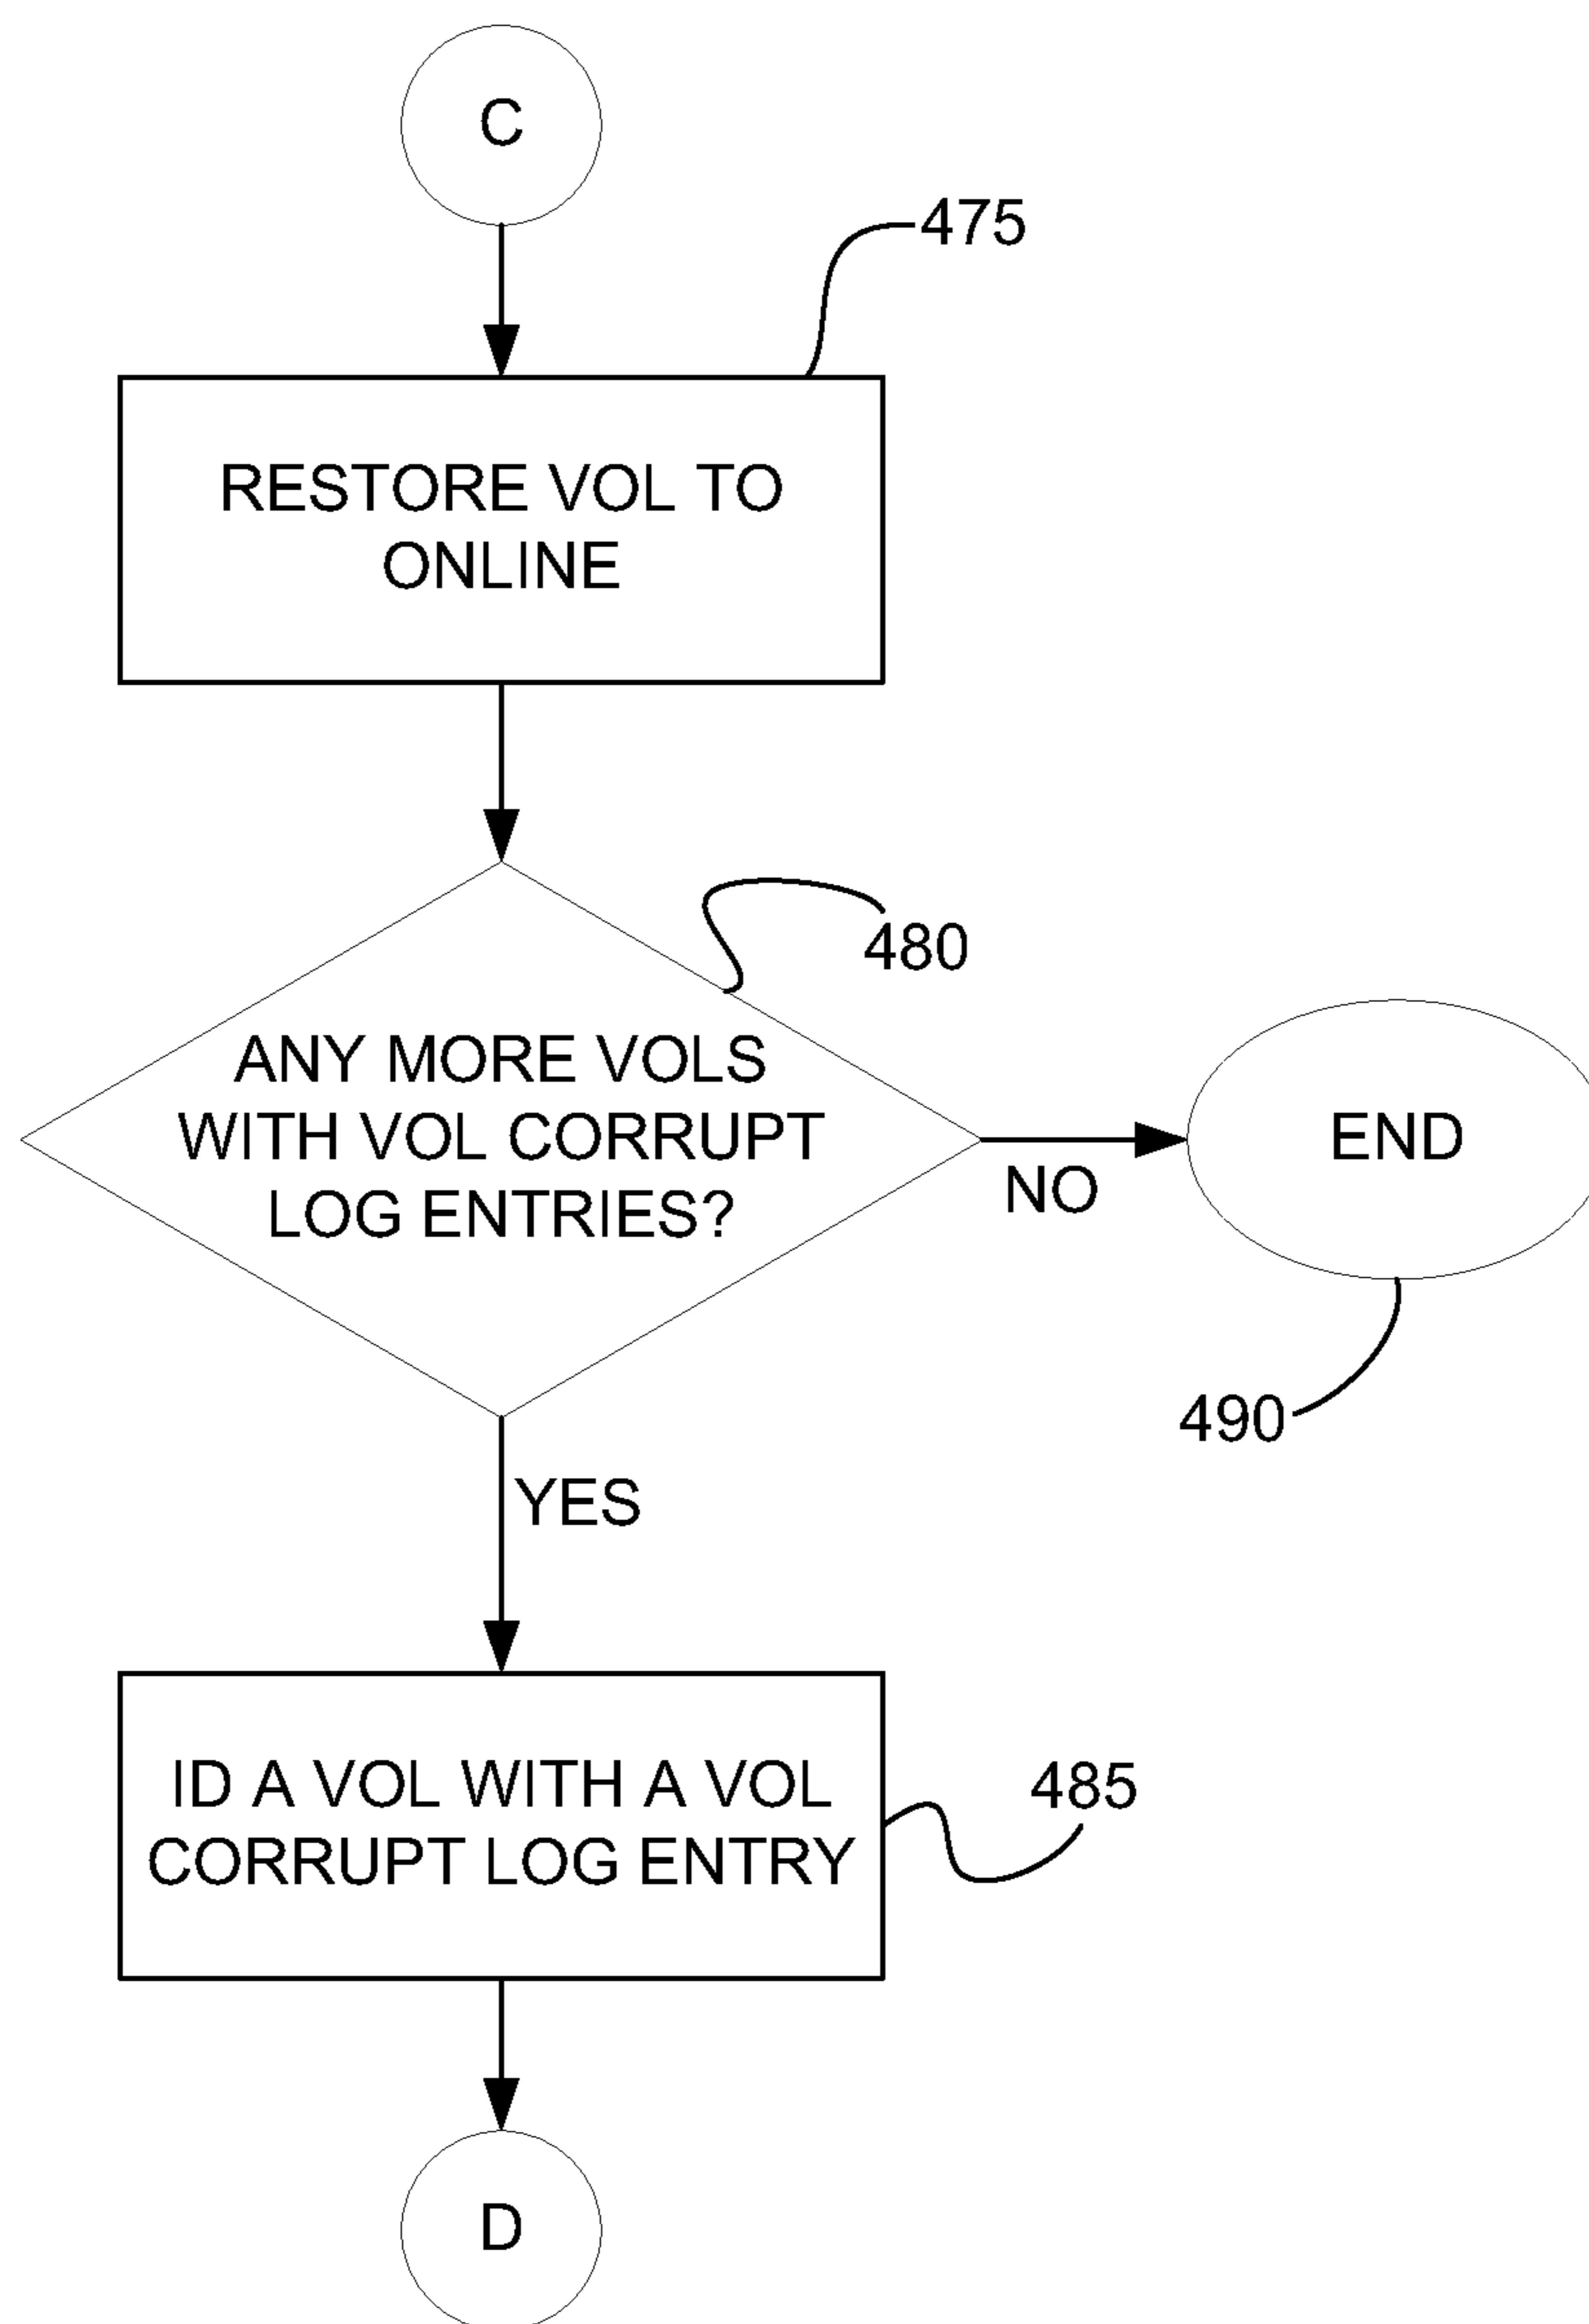 C
475
RESTORE VOL TO
ONLINE
480
ANY MORE VOLS
WITH VOL CORRUPT
LOG ENTRIES?
NO
END
490
YES
ID A VOL WITH A VOL
CORRUPT LOG ENTRY
485
D